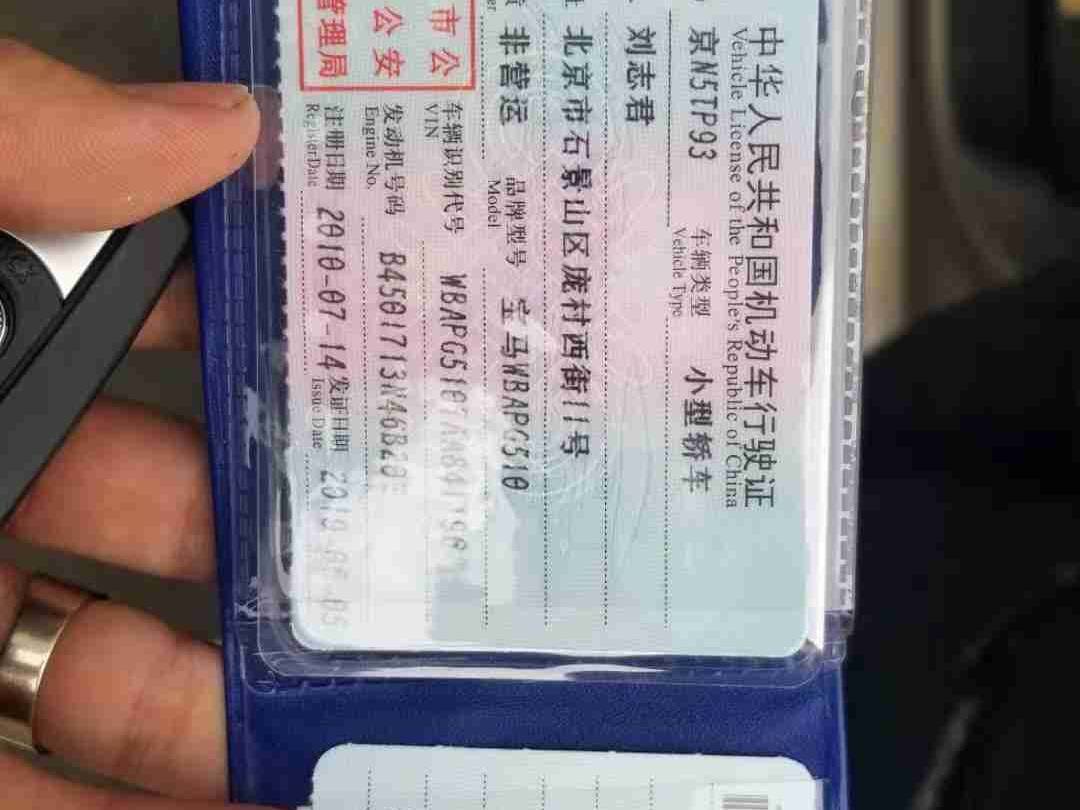 中华人民共和国机动车行驶证
Vehicle License of the People's Republic of China
京N5TP93 车辆类型 小型轿车
Vehicle Type
刘志君
北京市石景山区庞村西街11号
非营运 品牌型号 宝马WBAPG510
Model
市公 车辆识别代号
VIN
公安 发动机号码 B4501713N46B20
Engine No.
管理局 注册日期 2010-07-14 发证日期
Register Date Issue Date